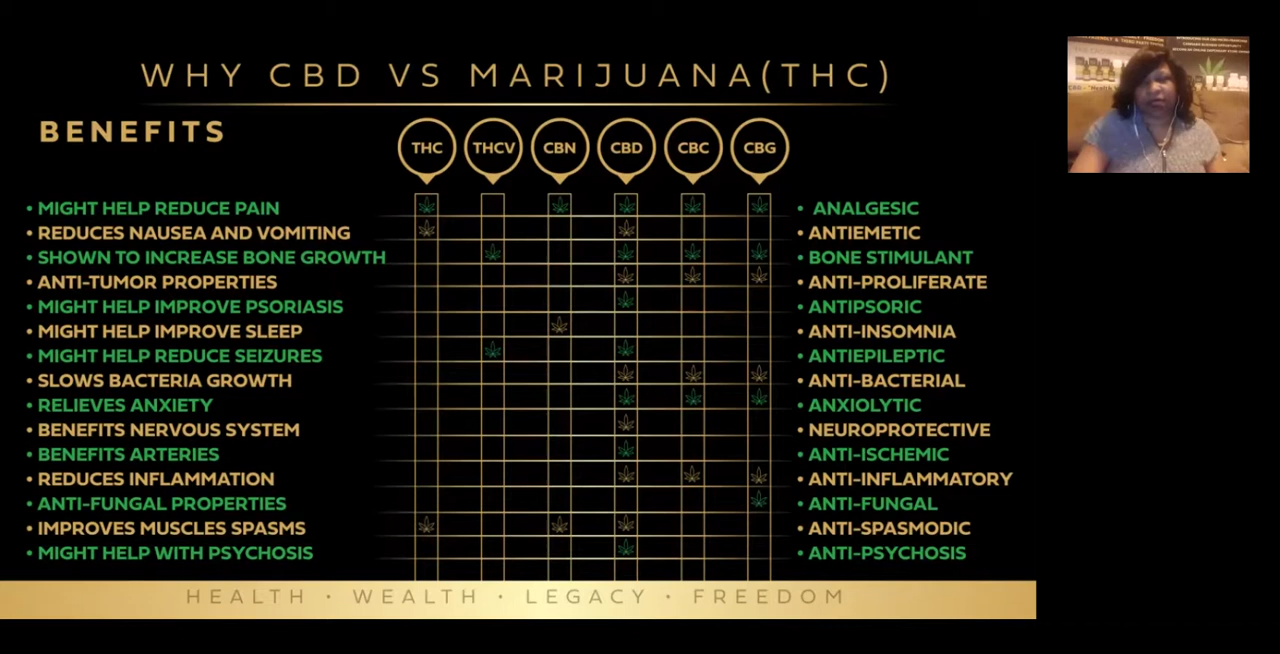 WHY CBD VS MARIJUANA(THC)
BENEFITS
THC THCV CBN CBD CBC CBG
• MIGHT HELP REDUCE PAIN • ANALGESIC
• REDUCES NAUSEA AND VOMITING • ANTIEMETIC
• SHOWN TO INCREASE BONE GROWTH • BONE STIMULANT
• ANTI-TUMOR PROPERTIES • ANTI-PROLIFERATE
• MIGHT HELP IMPROVE PSORIASIS • ANTIPSORIC
• MIGHT HELP IMPROVE SLEEP • ANTI-INSOMNIA
• MIGHT HELP REDUCE SEIZURES • ANTIEPILEPTIC
• SLOWS BACTERIA GROWTH • ANTI-BACTERIAL
• RELIEVES ANXIETY • ANXIOLYTIC
• BENEFITS NERVOUS SYSTEM • NEUROPROTECTIVE
• BENEFITS ARTERIES • ANTI-ISCHEMIC
• REDUCES INFLAMMATION • ANTI-INFLAMMATORY
• ANTI-FUNGAL PROPERTIES • ANTI-FUNGAL
• IMPROVES MUSCLES SPASMS • ANTI-SPASMODIC
• MIGHT HELP WITH PSYCHOSIS • ANTI-PSYCHOSIS
HEALTH • WEALTH • LEGACY • FREEDOM